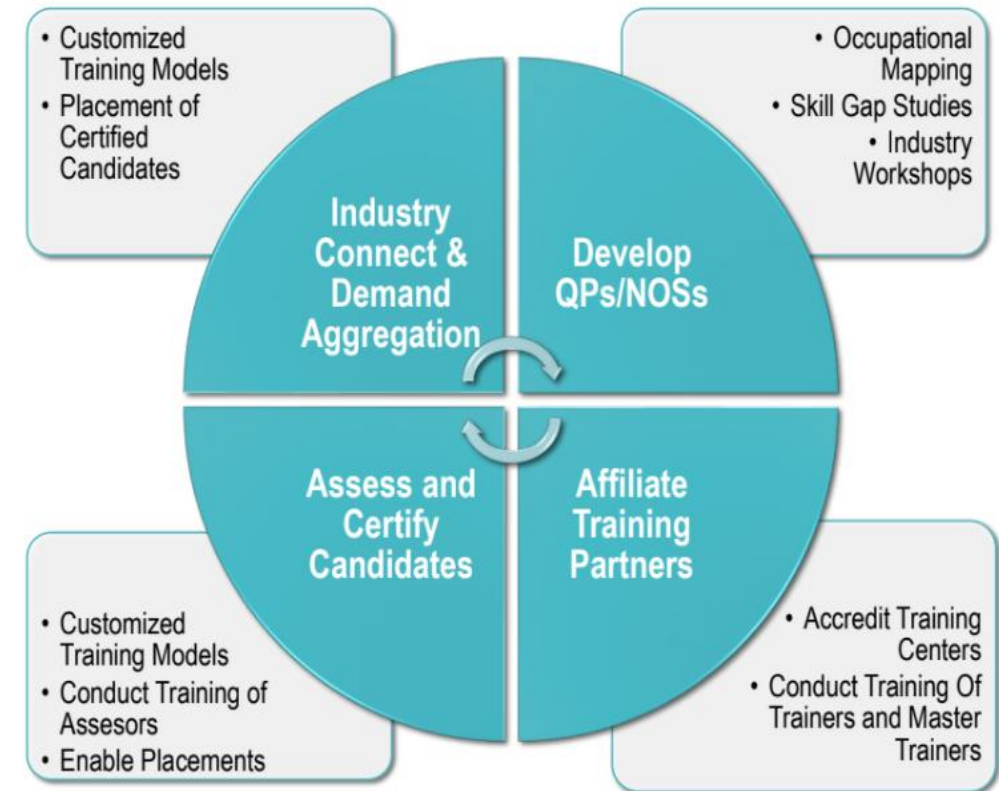 • Customized
Training Models
• Placement of
Certified
Candidates
• Occupational
Mapping
• Skill Gap Studies
• Industry
Workshops
Industry
Connect &
Demand
Aggregation
Develop
QPs/NOSs
Assess and
Certify
Candidates
Affiliate
Training
Partners
• Customized
Training Models
• Conduct Training of
Assesors
• Enable Placements
• Accredit Training
Centers
• Conduct Training Of
Trainers and Master
Trainers